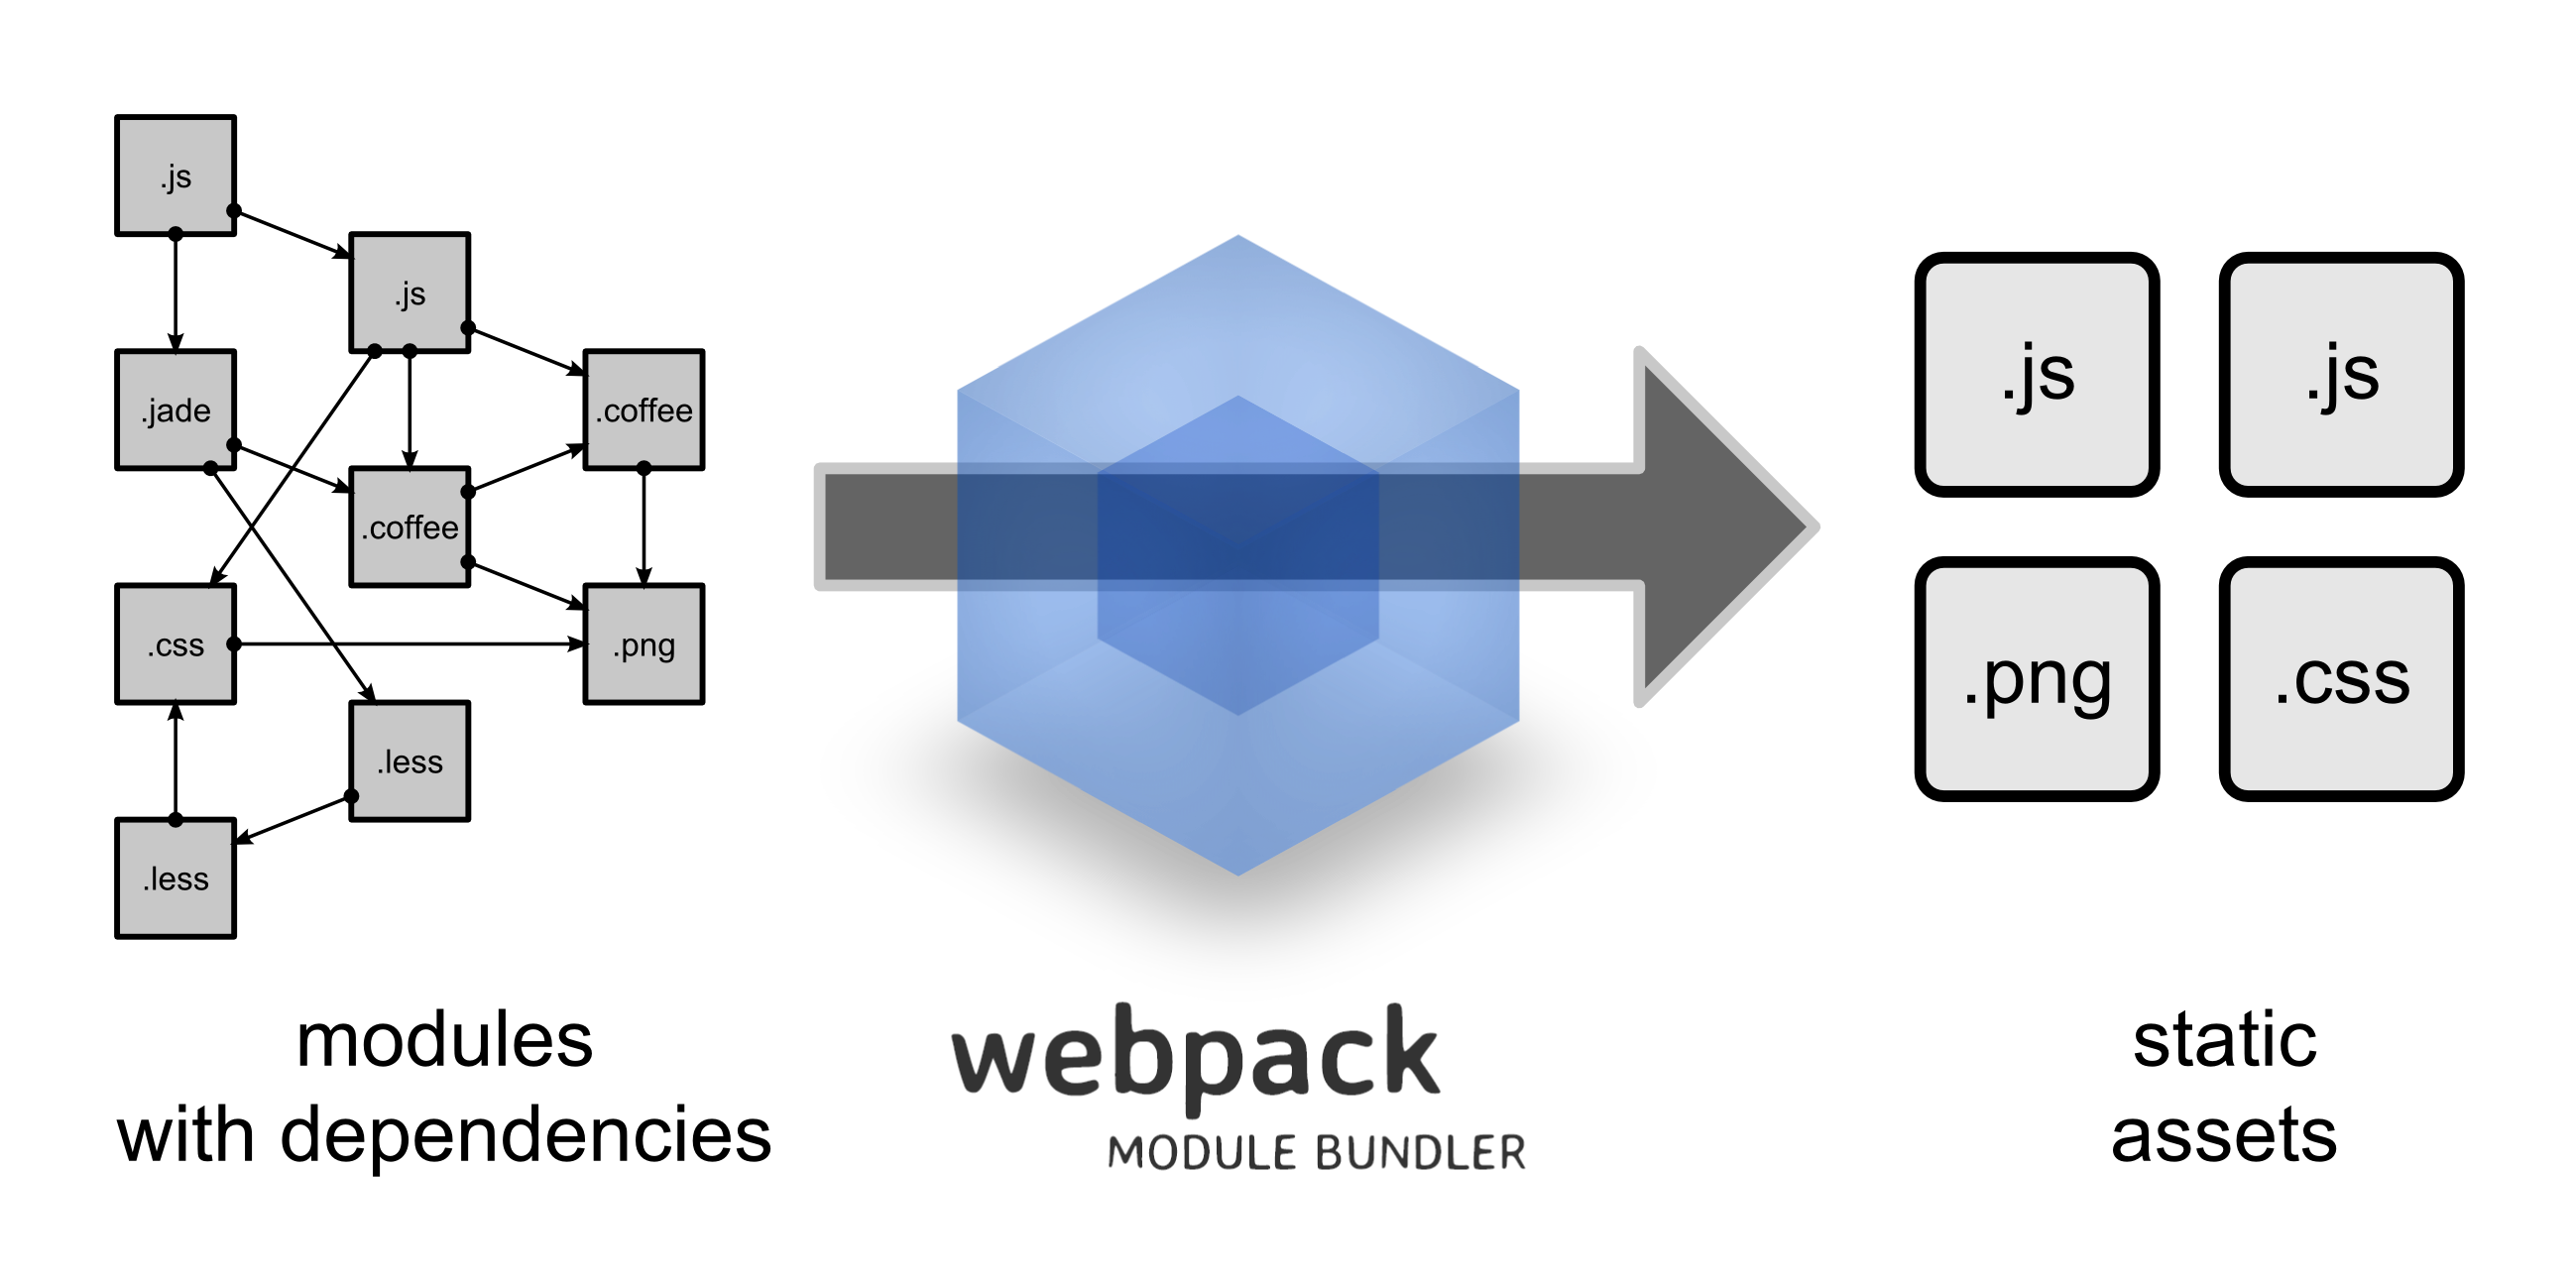 .js
.js
.jade
.coffee
.coffee
.css
.png
.less
.less
modules
with dependencies
webpack
MODULE BUNDLER
.js
.js
.png
.css
static
assets